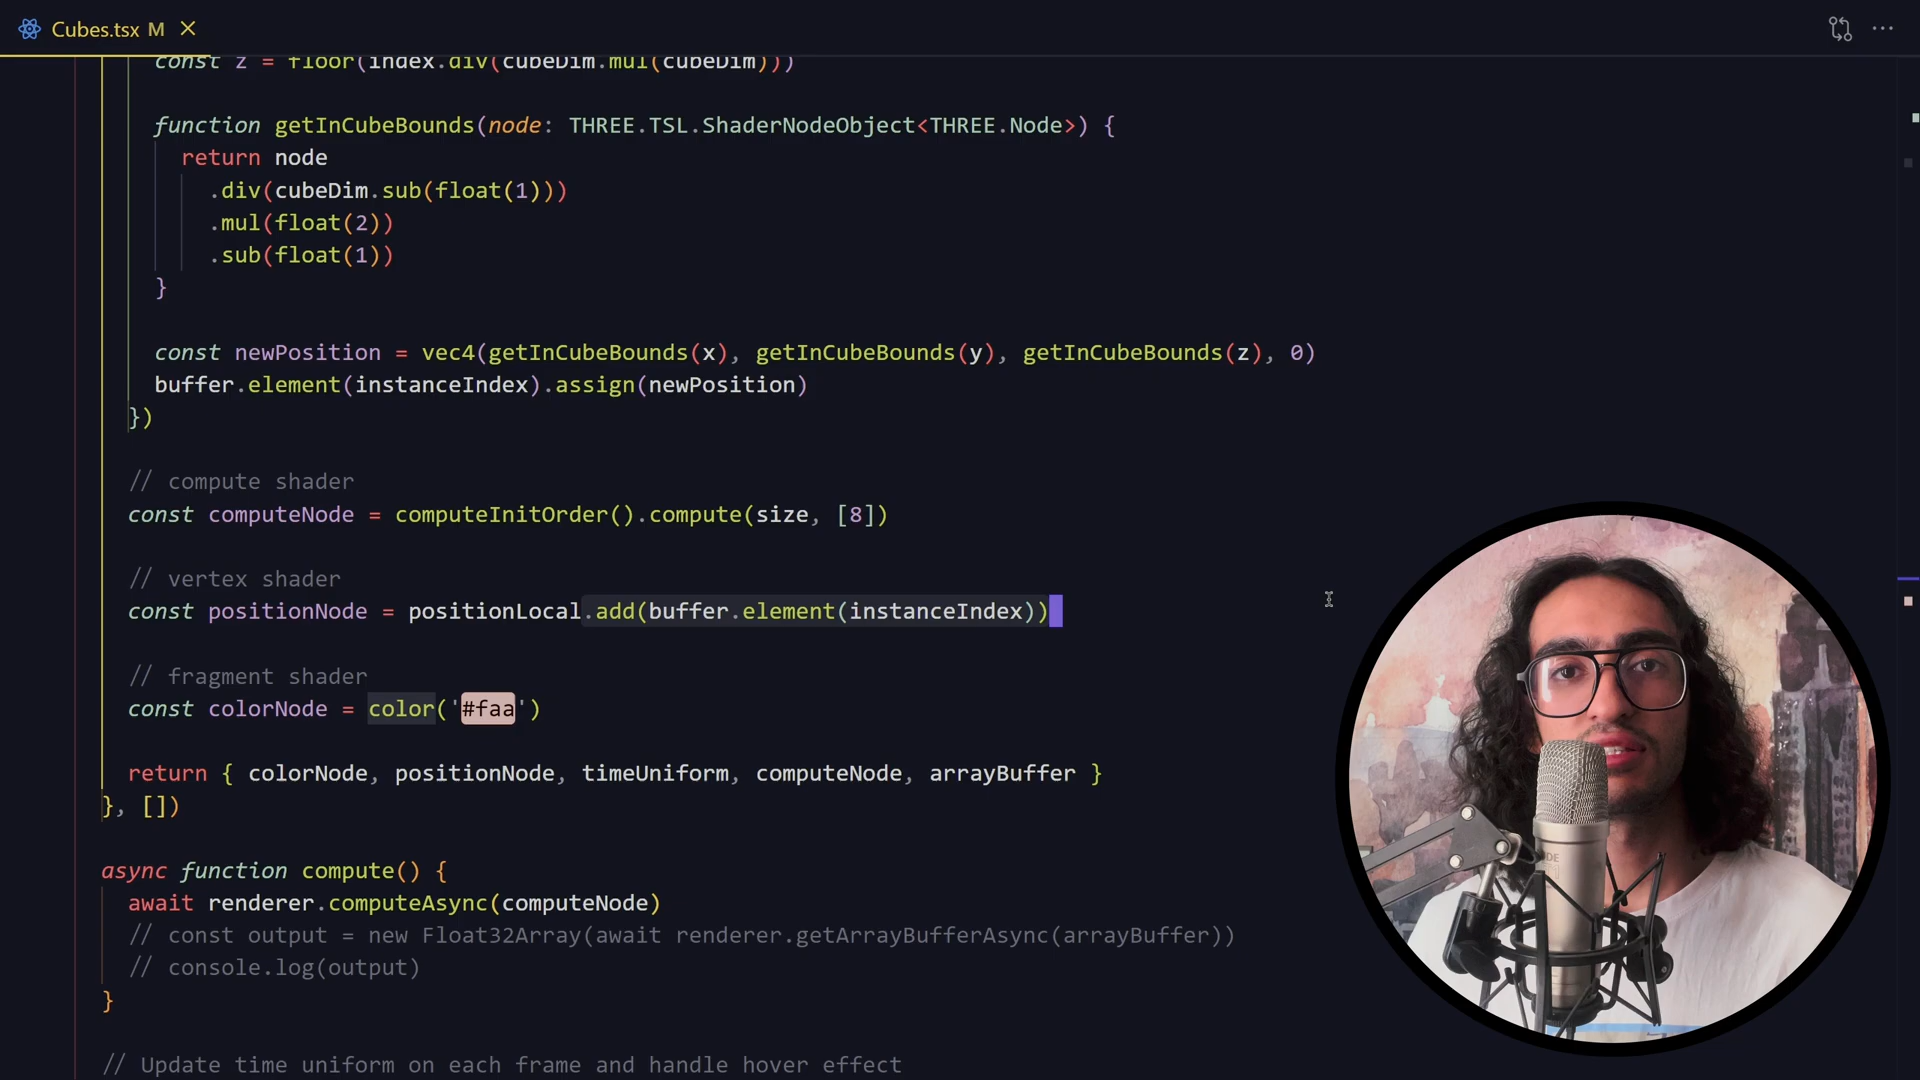 Cubes.tsx M
const z = floor(index.div(cubeDim.mul(cubeDim)))
function getInCubeBounds(node: THREE.TSL.ShaderNodeObject<THREE.Node>) {
return node
.div(cubeDim.sub(float(1)))
.mul(float(2))
.sub(float(1))
}
const newPosition = vec4(getInCubeBounds(x), getInCubeBounds(y), getInCubeBounds(z), 0)
buffer.element(instanceIndex).assign(newPosition)
})
// compute shader
const computeNode = computeInitOrder().compute(size, [8])
// vertex shader
const positionNode = positionLocal.add(buffer.element(instanceIndex))
// fragment shader
const colorNode = color('#faa')
return { colorNode, positionNode, timeUniform, computeNode, arrayBuffer }
}, [])
async function compute() {
await renderer.computeAsync(computeNode)
// const output = new Float32Array(await renderer.getArrayBufferAsync(arrayBuffer))
// console.log(output)
}
// Update time uniform on each frame and handle hover effect